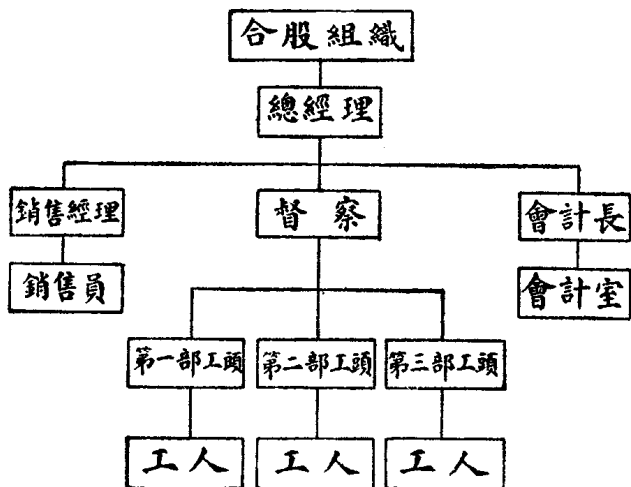 合股組織
總經理
銷售經理 督察 會計長
銷售員 會計室
第一部工頭 第二部工頭 第三部工頭
工人 工人 工人